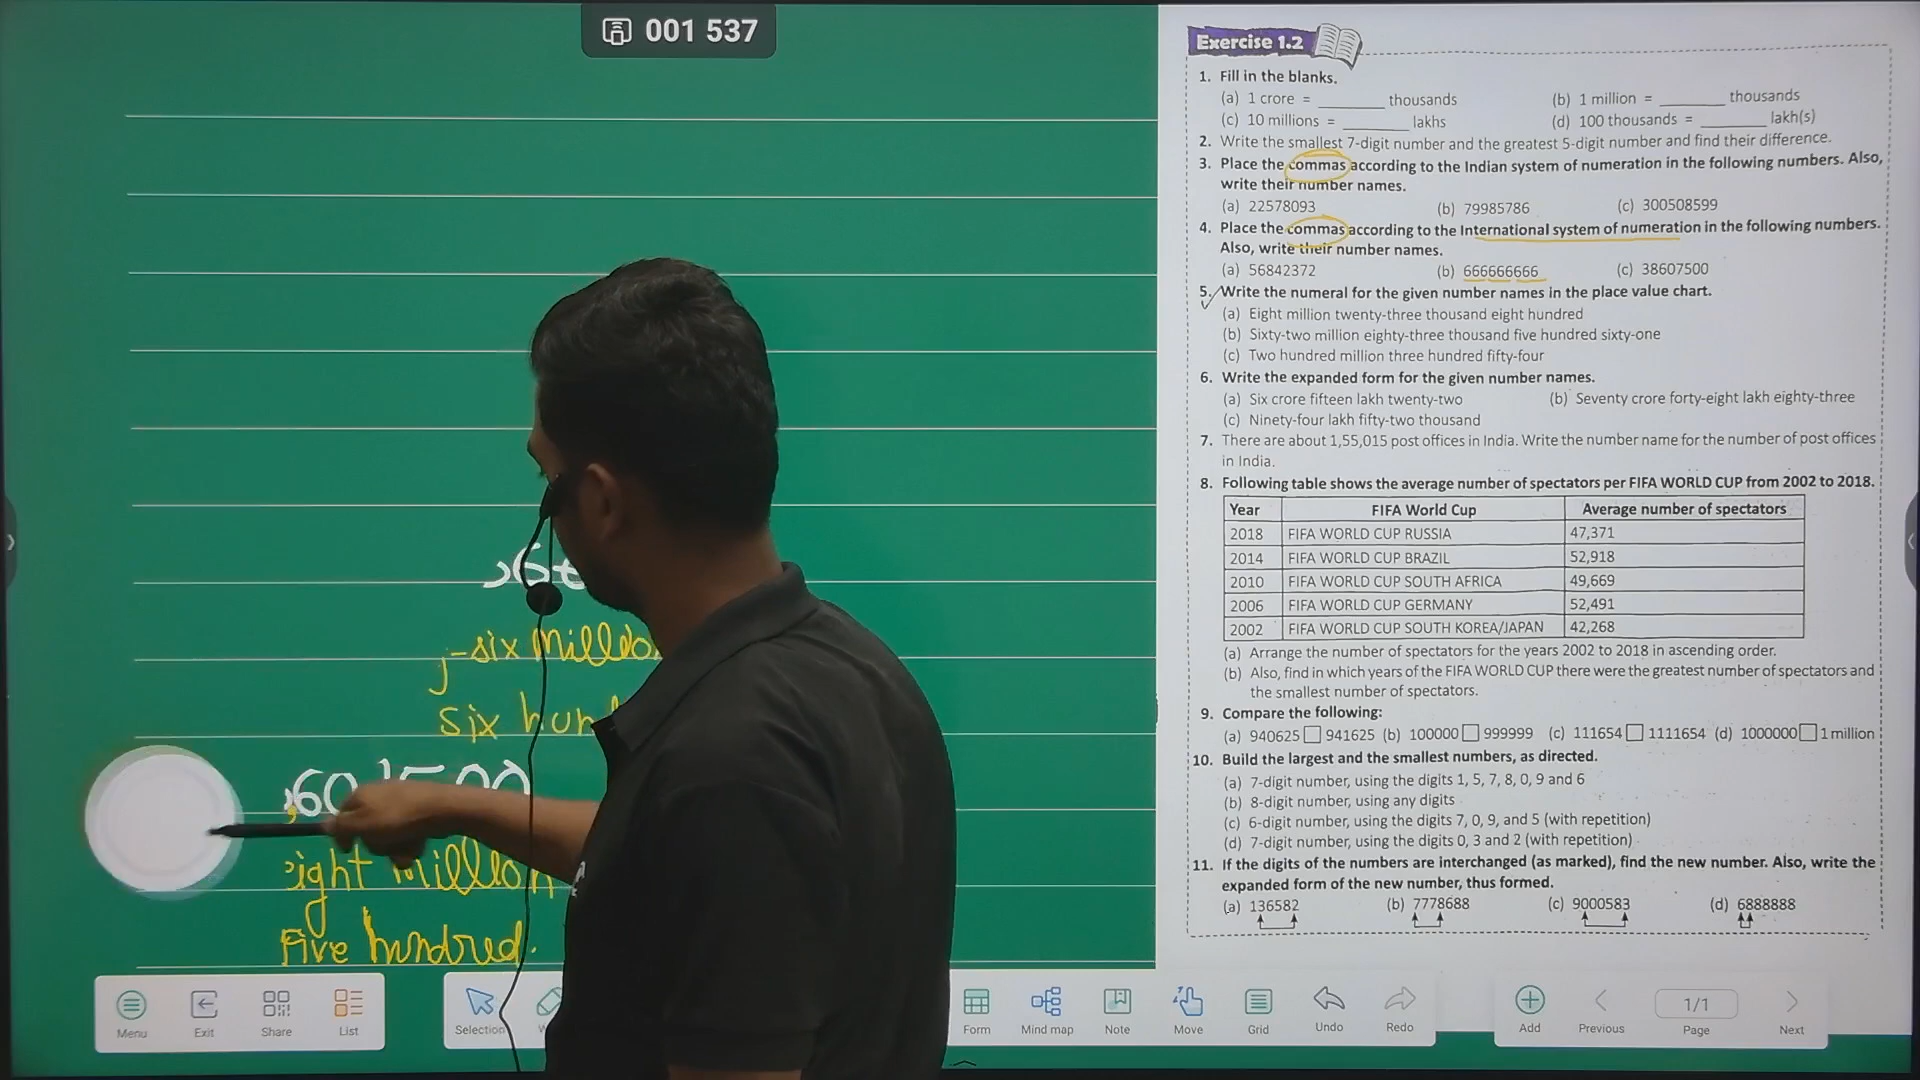 001 537
Exercise 1.2
1. Fill in the blanks.
(a) 1 crore = ________ thousands (b) 1 million = ________ thousands
(c) 10 millions = ________ lakhs (d) 100 thousands = ________ lakh(s)
2. Write the smallest 7-digit number and the greatest 5-digit number and find their difference.
3. Place the commas according to the Indian system of numeration in the following numbers. Also,
write their number names.
(a) 22578093 (b) 79985786 (c) 300508599
4. Place the commas according to the International system of numeration in the following numbers.
Also, write their number names.
(a) 56842372 (b) 666666666 (c) 38607500
5. Write the numeral for the given number names in the place value chart.
(a) Eight million twenty-three thousand eight hundred
(b) Sixty-two million eighty-three thousand five hundred sixty-one
(c) Two hundred million three hundred fifty-four
6. Write the expanded form for the given number names.
(a) Six crore fifteen lakh twenty-two (b) Seventy crore forty-eight lakh eighty-three
(c) Ninety-four lakh fifty-two thousand
7. There are about 1,55,015 post offices in India. Write the number name for the number of post offices
in India.
8. Following table shows the average number of spectators per FIFA WORLD CUP from 2002 to 2018.
Year FIFA World Cup Average number of spectators
2018 FIFA WORLD CUP RUSSIA 47,371
2014 FIFA WORLD CUP BRAZIL 52,918
2010 FIFA WORLD CUP SOUTH AFRICA 49,669
2006 FIFA WORLD CUP GERMANY 52,491
2002 FIFA WORLD CUP SOUTH KOREA/JAPAN 42,268
(a) Arrange the number of spectators for the years 2002 to 2018 in ascending order.
(b) Also, find in which years of the FIFA WORLD CUP there were the greatest number of spectators and
the smallest number of spectators.
9. Compare the following:
(a) 940625 □ 941625 (b) 100000 □ 999999 (c) 111654 □ 1111654 (d) 1000000 □ 1 million
10. Build the largest and the smallest numbers, as directed.
(a) 7-digit number, using the digits 1, 5, 7, 8, 0, 9 and 6
(b) 8-digit number, using any digits
(c) 6-digit number, using the digits 7, 0, 9, and 5 (with repetition)
(d) 7-digit number, using the digits 0, 3 and 2 (with repetition)
11. If the digits of the numbers are interchanged (as marked), find the new number. Also, write the
expanded form of the new number, thus formed.
(a) 136582 (b) 7778688 (c) 9000583 (d) 6888888
-six
six
Five hundred.
Menu Exit Share List Selection Form Mind map Note Move Grid Undo Redo Add Previous 1/1 Page Next